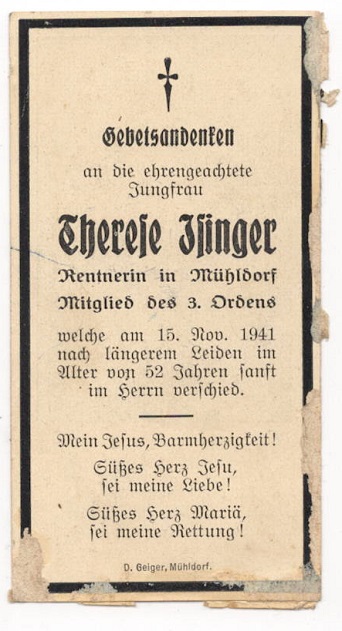 Gebetsandenken
an die ehrengeachtete
Jungfrau
Therese Isinger
Rentnerin in Mühldorf
Mitglied des 3. Ordens
welche am 15. Nov. 1941
nach längerem Leiden im
Alter von 52 Jahren sanft
im Herrn verschied.
Mein Jesus, Barmherzigkeit!
Süßes Herz Jesu,
sei meine Liebe!
Süßes Herz Mariä,
sei meine Rettung!
D. Geiger, Mühldorf.